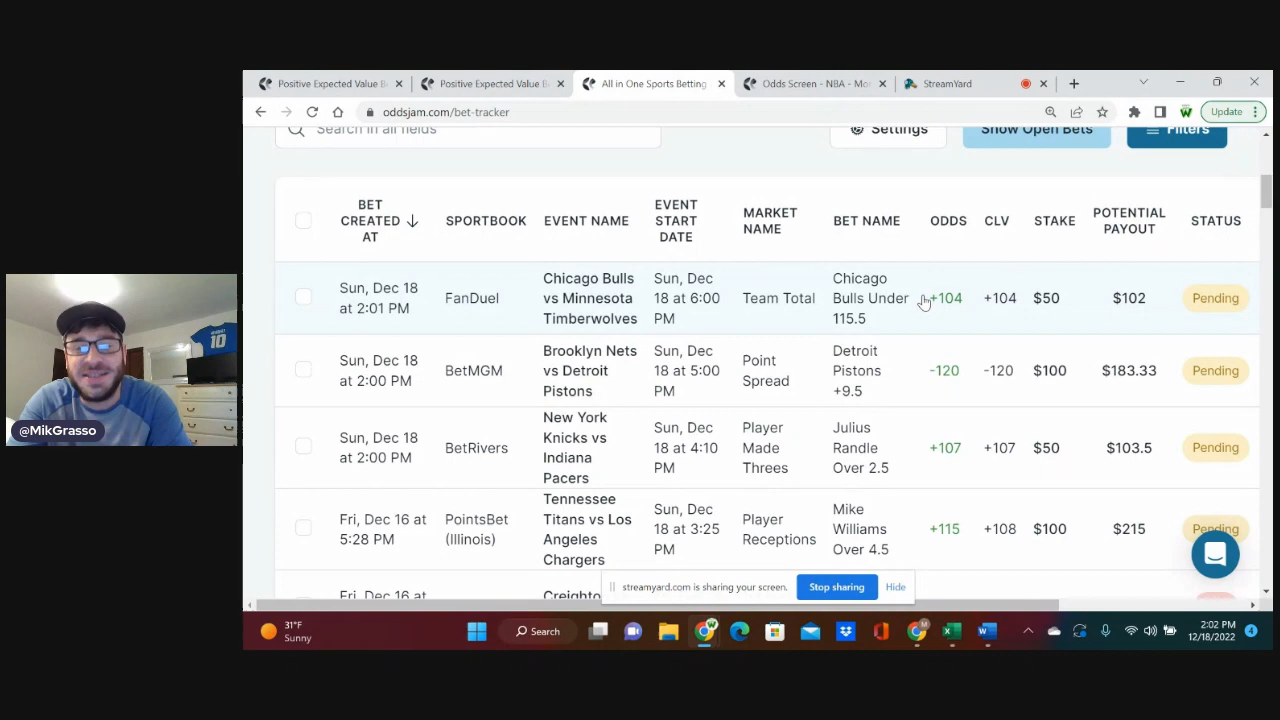 Positive Expected Value B
Positive Expected Value B
All in One Sports Betting
Odds Screen - NBA - Mo
StreamYard
oddsjam.com/bet-tracker
Update
Search in all fields
Settings
Show Open Bets
Filters
BET CREATED AT
SPORTBOOK
EVENT NAME
EVENT START DATE
MARKET NAME
BET NAME
ODDS
CLV
STAKE
POTENTIAL PAYOUT
STATUS
Sun, Dec 18 at 2:01 PM
FanDuel
Chicago Bulls vs Minnesota Timberwolves
Sun, Dec 18 at 6:00 PM
Team Total
Chicago Bulls Under 115.5
+104
+104
$50
$102
Pending
Sun, Dec 18 at 2:00 PM
BetMGM
Brooklyn Nets vs Detroit Pistons
Sun, Dec 18 at 5:00 PM
Point Spread
Detroit Pistons +9.5
-120
-120
$100
$183.33
Pending
Sun, Dec 18 at 2:00 PM
BetRivers
New York Knicks vs Indiana Pacers
Sun, Dec 18 at 4:10 PM
Player Made Threes
Julius Randle Over 2.5
+107
+107
$50
$103.5
Pending
Fri, Dec 16 at 5:28 PM
PointsBet (Illinois)
Tennessee Titans vs Los Angeles Chargers
Sun, Dec 18 at 3:25 PM
Player Receptions
Mike Williams Over 4.5
+115
+108
$100
$215
Pending
Fri, Dec 16 at
Creighton
streamyard.com is sharing your screen.
Stop sharing
Hide
@MikGrasso
10
31°F
Sunny
Search
2:02 PM
12/18/2022
4